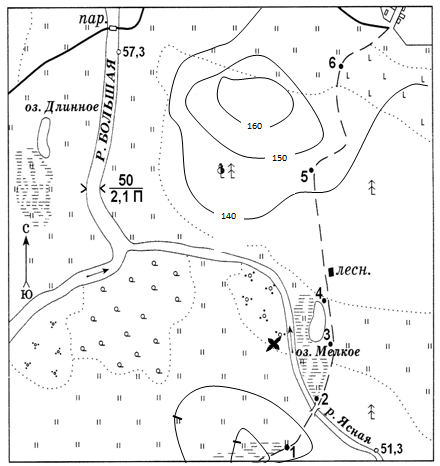 пар.
57,3
6
оз. Длинное
р. БОЛЬШАЯ
160
150
50
2,1 П
5
140
С
Ю
лесн.
4
3
оз. Мелкое
2
р. Ясная
1
51,3